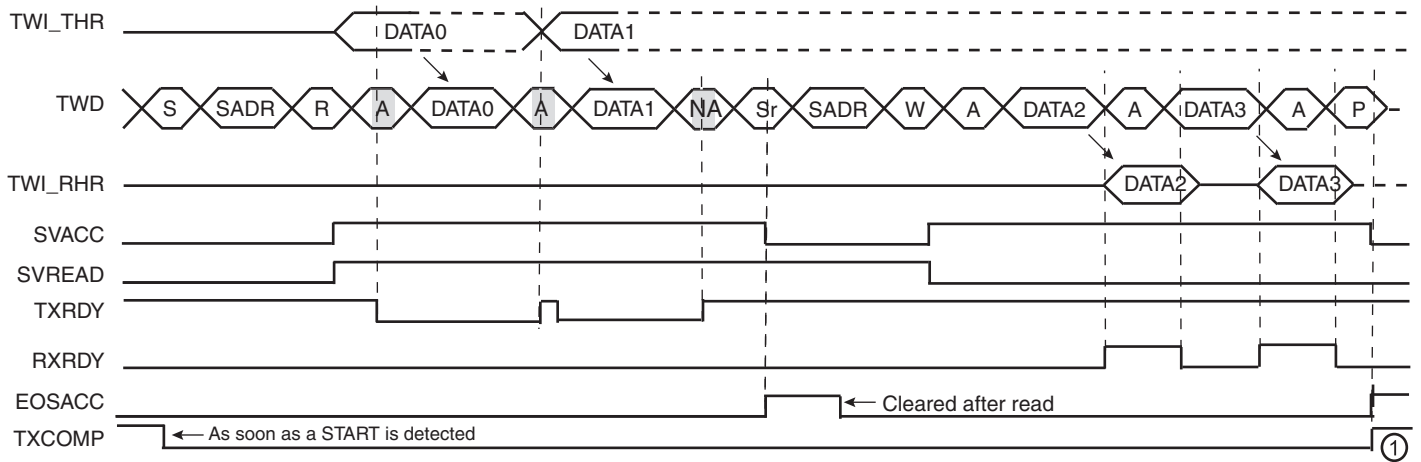 TWI_THR DATA0 DATA1
TWD S SADR R A DATA0 A DATA1 NA Sr SADR W A DATA2 A DATA3 A P
TWI_RHR DATA2 DATA3
SVACC
SVREAD
TXRDY
RXRDY
EOSACC Cleared after read
TXCOMP As soon as a START is detected 1